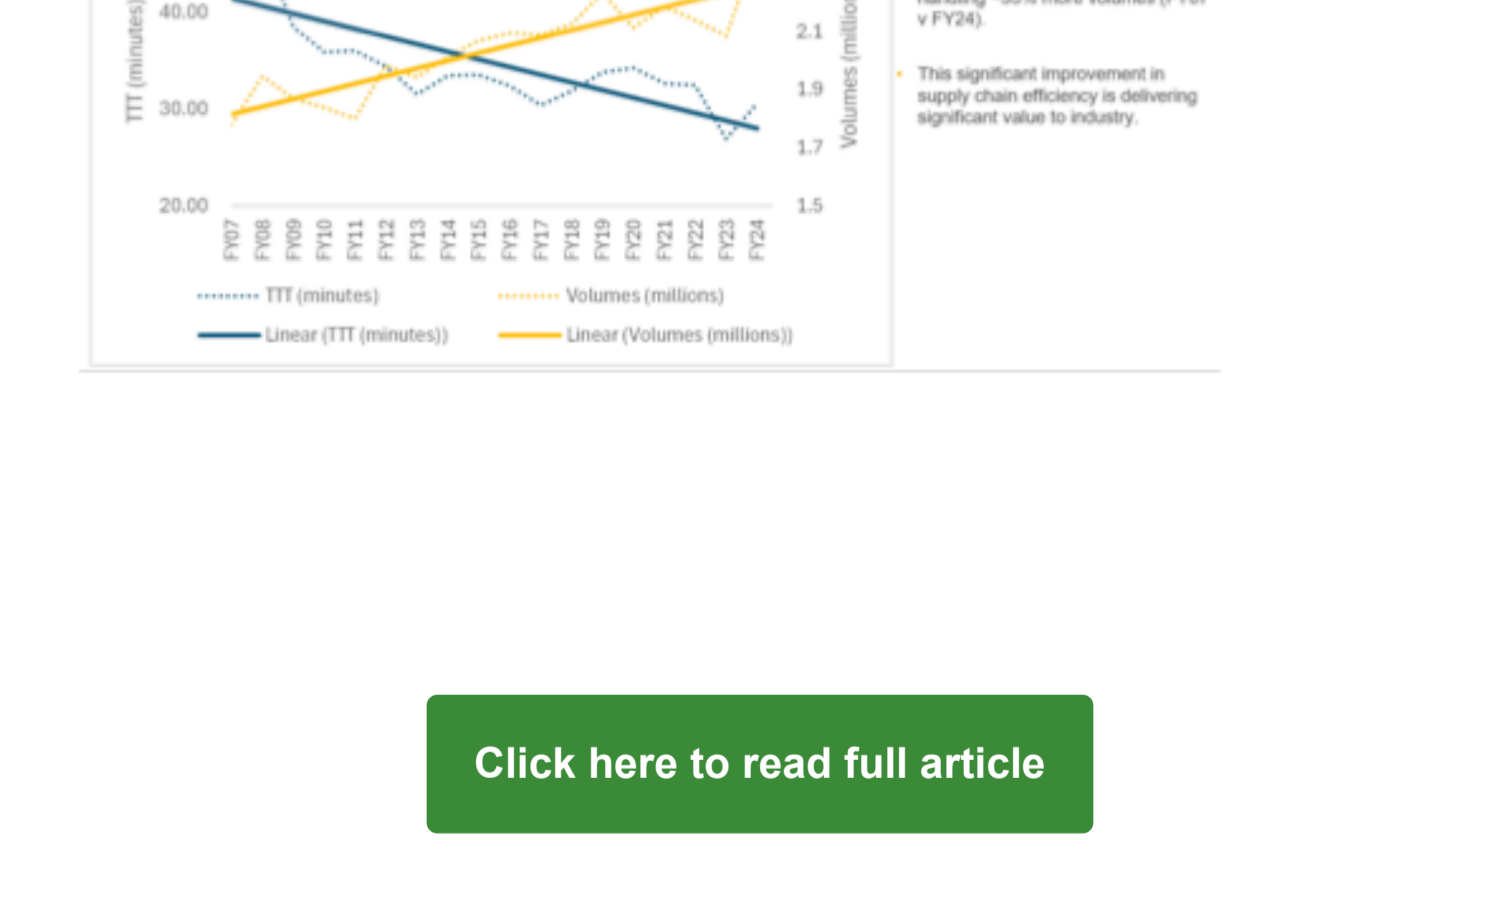 TTT (minutes)
40.00
30.00
20.00
FY07
FY08
FY09
FY10
FY11
FY12
FY13
FY14
FY15
FY16
FY17
FY18
FY19
FY20
FY21
FY22
FY23
FY24
2.1
1.9
1.7
1.5
Volumes (millio
TTT (minutes)
Volumes (millions)
Linear (TTT (minutes))
Linear (Volumes (millions))
v FY24).
This significant improvement in
supply chain efficiency is delivering
significant value to industry.
Click here to read full article